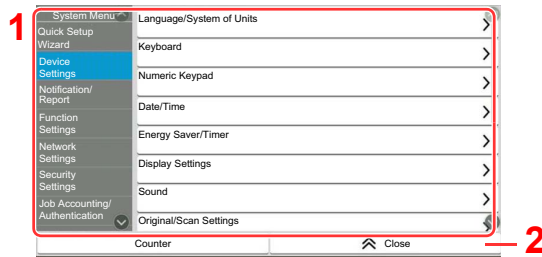 1
System Menu
Quick Setup
Wizard
Device
Settings
Notification/
Report
Function
Settings
Network
Settings
Security
Settings
Job Accounting/
Authentication
Language/System of Units
Keyboard
Numeric Keypad
Date/Time
Energy Saver/Timer
Display Settings
Sound
Original/Scan Settings
Counter
Close
2